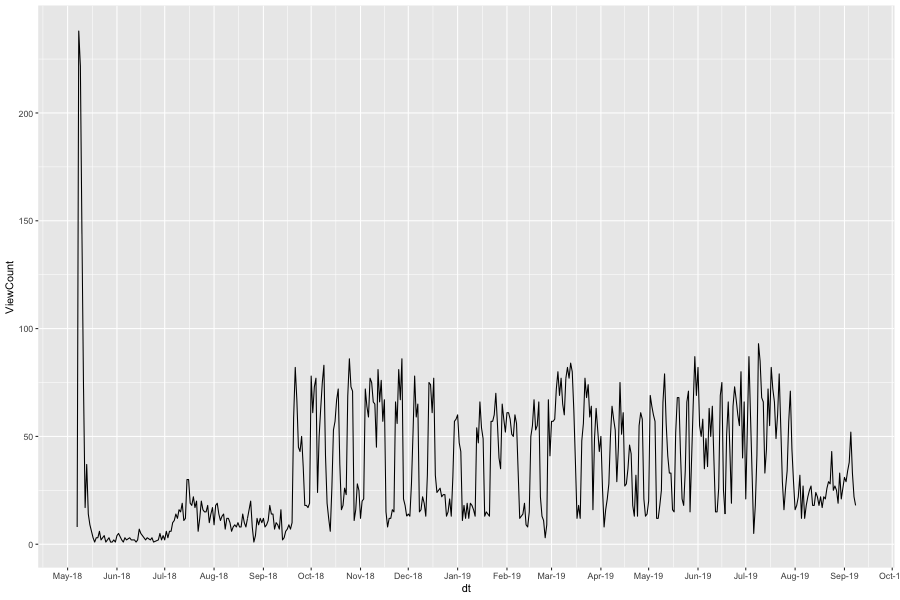 ViewCount
200
150
100
50
0
May-18 Jun-18 Jul-18 Aug-18 Sep-18 Oct-18 Nov-18 Dec-18 Jan-19 Feb-19 Mar-19 Apr-19 May-19 Jun-19 Jul-19 Aug-19 Sep-19 Oct-1
dt